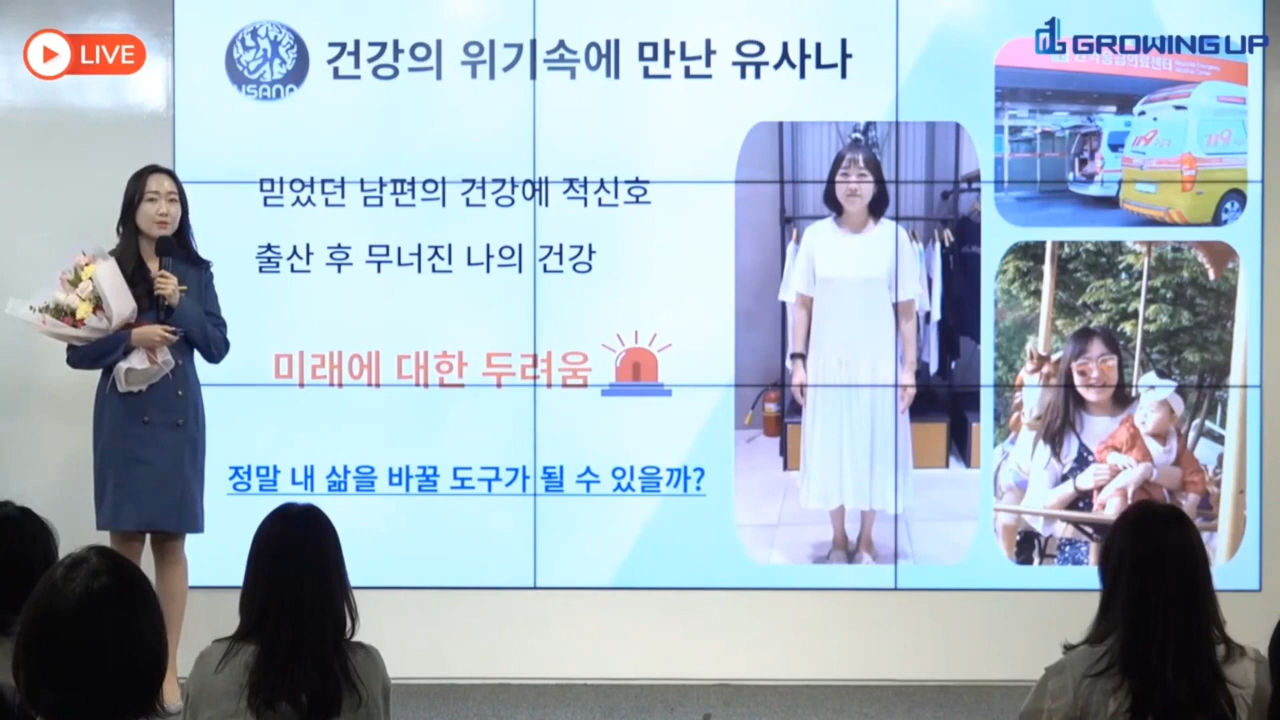 LIVE
GROWING UP
USANA
건강의 위기속에 만난 유사나
믿었던 남편의 건강에 적신호
출산 후 무너진 나의 건강
미래에 대한 두려움
정말 내 삶을 바꿀 도구가 될 수 있을까?
119
119